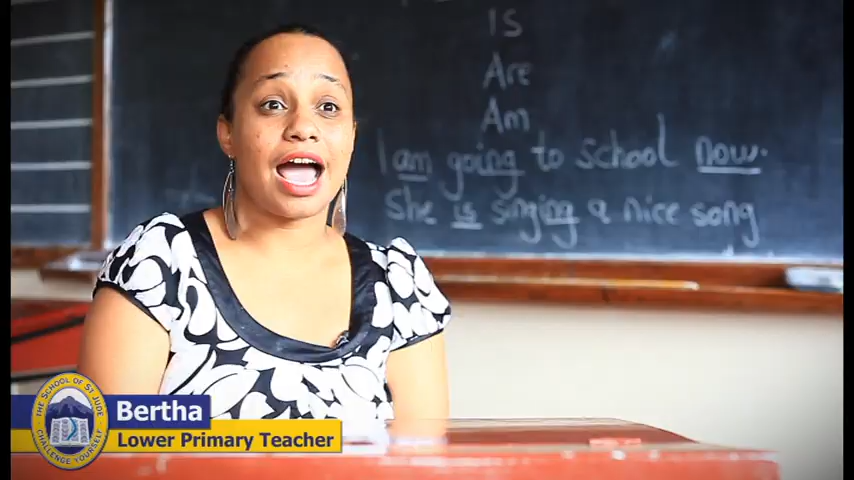 Is
Are
Am
I am going to School now.
She is singing a nice song
THE SCHOOL OF ST JUDE
CHALLENGE YOURSELF
Bertha
Lower Primary Teacher